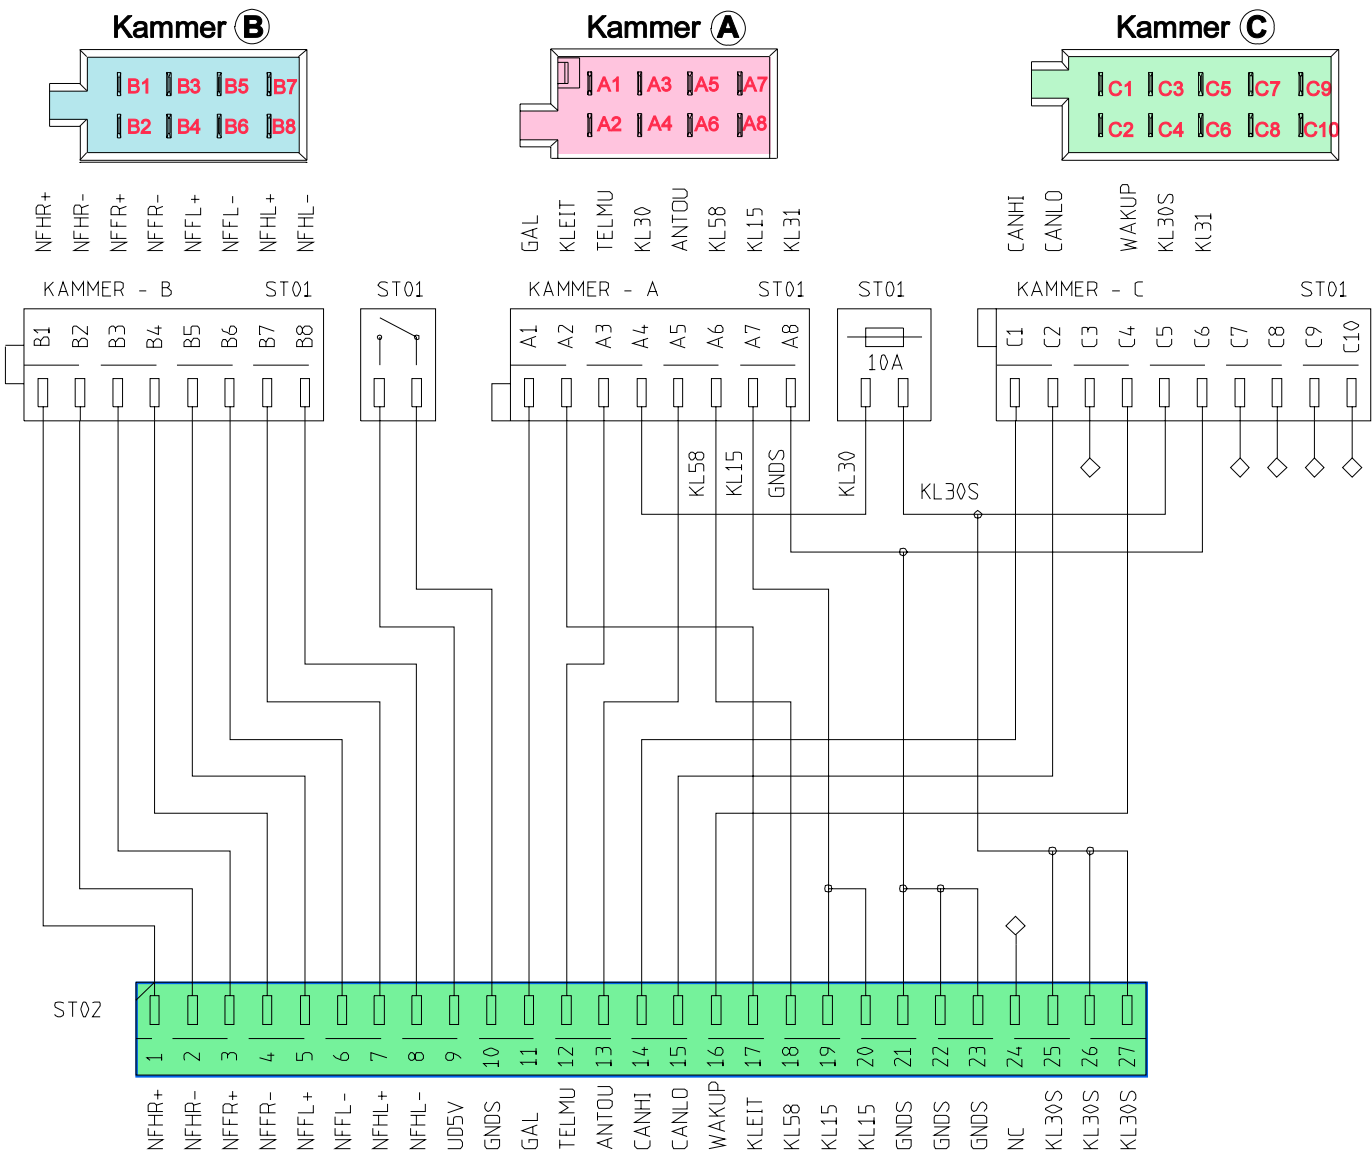 Kammer B
Kammer A
Kammer C
B1 B3 B5 B7
B2 B4 B6 B8
A1 A3 A5 A7
A2 A4 A6 A8
C1 C3 C5 C7 C9
C2 C4 C6 C8 C10
NFHR+
NFHR-
NFFR+
NFFR-
NFFL+
NFFL-
NFHL+
NFHL-
GAL
KLEIT
TELMU
KL30
ANTOU
KL58
KL15
KL31
CANHI
CANLO
WAKUP
KL30S
Kl31
KAMMER - B ST01
ST01
KAMMER - A ST01
ST01
KAMMER - C ST01
B1 B2 B3 B4 B5 B6 B7 B8
A1 A2 A3 A4 A5 A6 A7 A8
10A
C1 C2 C3 C4 C5 C6 C7 C8 C9 C10
KL58
KL15
GNDS
KL30
KL30S
ST02
1 2 3 4 5 6 7 8 9 10 11 12 13 14 15 16 17 18 19 20 21 22 23 24 25 26 27
NFHR+
NFHR-
NFFR+
NFFR-
NFFL+
NFFL-
NFHL+
NFHL-
UD5V
GNDS
GAL
TELMU
ANTOU
CANHI
CANLO
WAKUP
KLEIT
KL58
KL15
KL15
GNDS
GNDS
GNDS
NC
KL30S
KL30S
KL30S